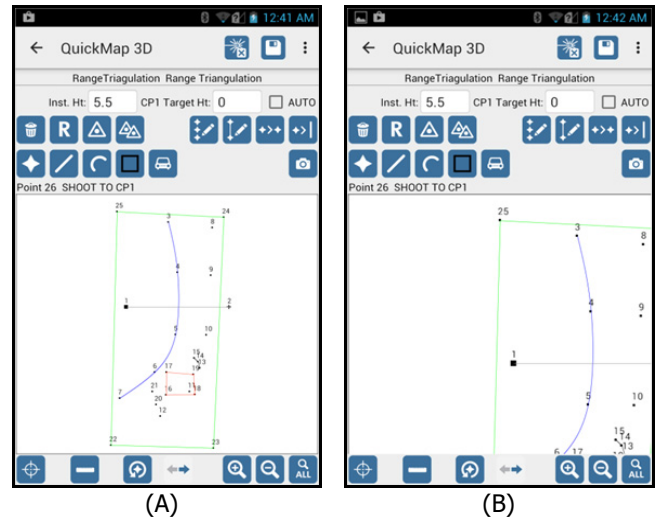 12:41 AM
QuickMap 3D
RangeTriagulation Range Triangulation
Inst. Ht: 5.5 CP1 Target Ht: 0 AUTO
R
Point 26 SHOOT TO CP1
25
3
24
8
8
9
1
2
5
10
15
14
13
6
17
19
7
21
16
11
18
20
12
22
23
ALL
(A)
12:42 AM
QuickMap 3D
RangeTriagulation Range Triangulation
Inst. Ht: 5.5 CP1 Target Ht: 0 AUTO
R
Point 26 SHOOT TO CP1
25
3
8
4
9
1
5
10
15
14
13
6
17
ALL
(B)